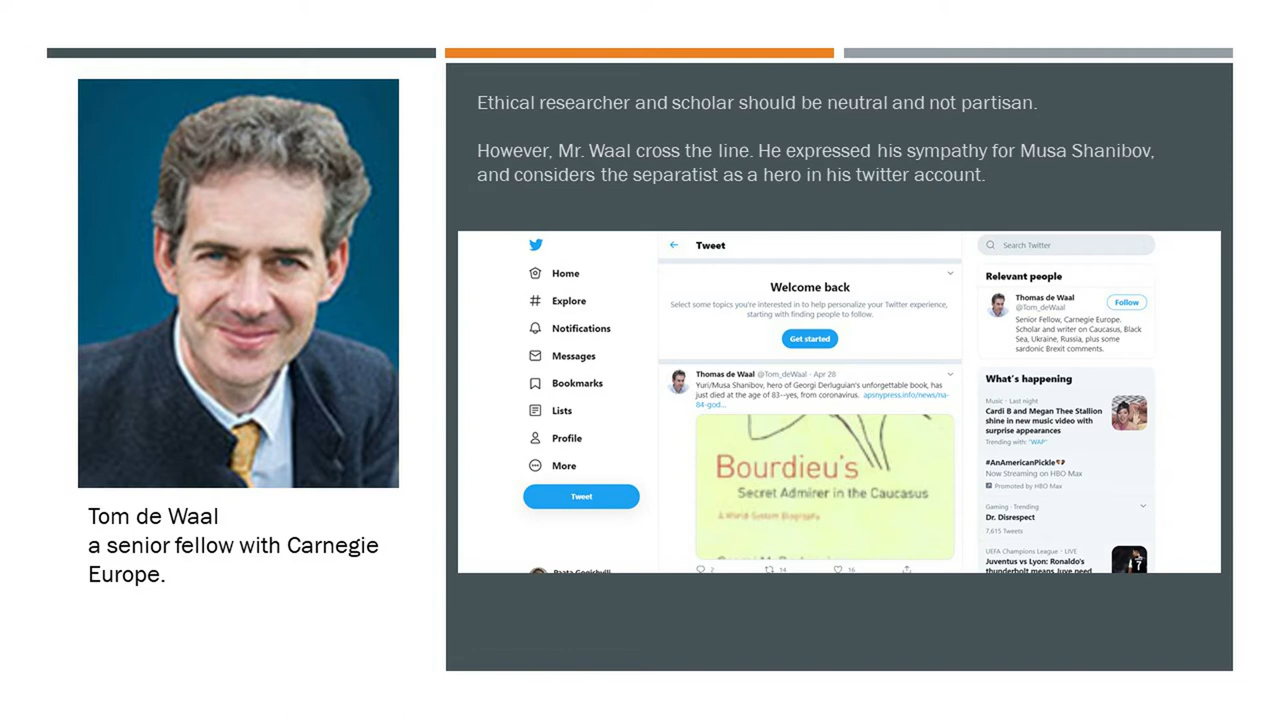 Ethical researcher and scholar should be neutral and not partisan.
However, Mr. Waal cross the line. He expressed his sympathy for Musa Shanibov,
and considers the separatist as a hero in his twitter account.
Tom de Waal
a senior fellow with Carnegie
Europe.
Home
Explore
Notifications
Messages
Bookmarks
Lists
Profile
More
Tweet
Tweet
Welcome back
Select some topics you're interested in to help personalize your Twitter experience,
starting with finding people to follow.
Get started
Thomas de Waal @Tom_deWaal · Apr 28
Yuri/Musa Shanibov, hero of Georgi Derluguian's unforgettable book, has
just died at the age of 83--yes, from coronavirus. apsnypress.info/news/na-
84-god...
Bourdieu's
Secret Admirer in the Caucasus
A World-System Biography
2
14
16
Search Twitter
Relevant people
Thomas de Waal
@Tom_deWaal
Follow
Senior Fellow, Carnegie Europe.
Scholar and writer on Caucasus, Black
Sea, Ukraine, Russia, plus some
sardonic Brexit comments.
What's happening
Music · Last night
Cardi B and Megan Thee Stallion
shine in new music video with
surprise appearances
Trending with: "WAP"
#AnAmericanPickle
Now Streaming on HBO Max
Promoted by HBO Max
Gaming · Trending
Dr. Disrespect
7,615 Tweets
UEFA Champions League · LIVE
Juventus vs Lyon: Ronaldo's
thunderbolt means Juve need